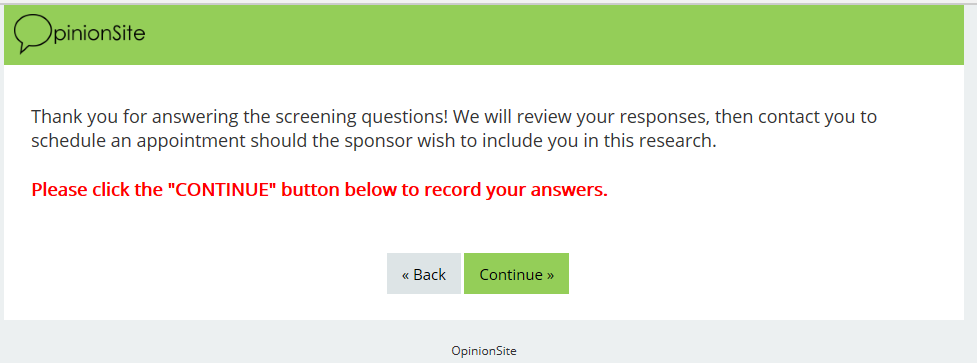 OpinionSite
Thank you for answering the screening questions! We will review your responses, then contact you to
schedule an appointment should the sponsor wish to include you in this research.
Please click the "CONTINUE" button below to record your answers.
« Back
Continue »
OpinionSite